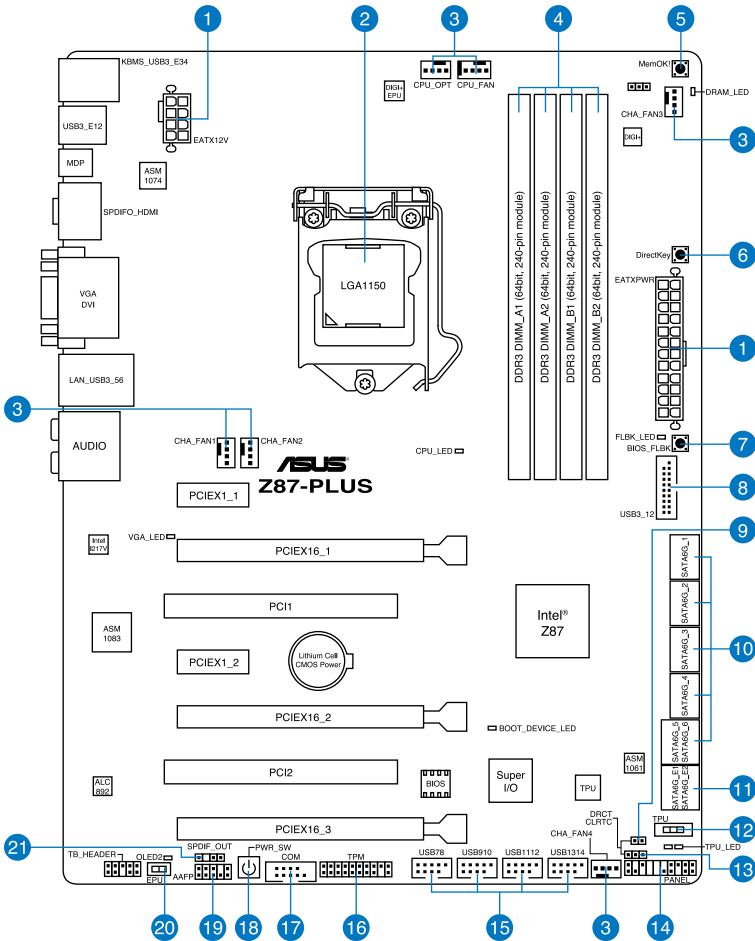 1
2
3
4
5
KBMS_USB3_E34
CPU_OPT
CPU_FAN
MemOK!
DRAM_LED
DIGI+
EPU
CHA_FAN3
3
USB3_E12
EATX12V
DIGI+
MDP
ASM
1074
SPDIFO_HDMI
DirectKey
6
DDR3 DIMM_A1 (64bit, 240-pin module)
DDR3 DIMM_A2 (64bit, 240-pin module)
DDR3 DIMM_B1 (64bit, 240-pin module)
DDR3 DIMM_B2 (64bit, 240-pin module)
EATXPWR
LGA1150
VGA
DVI
1
LAN_USB3_56
3
AUDIO
CHA_FAN1
CHA_FAN2
CPU_LED
FLBK_LED
BIOS_FLBK
7
ASUS
Z87-PLUS
8
PCIEX1_1
USB3_12
9
Intel
I217V
VGA_LED
PCIEX16_1
SATA6G_1
PCI1
SATA6G_2
ASM
1083
Intel®
Z87
SATA6G_3
10
PCIEX1_2
Lithium Cell
CMOS Power
SATA6G_4
PCIEX16_2
BOOT_DEVICE_LED
SATA6G_5
SATA6G_6
ASM
1061
ALC
892
PCI2
BIOS
Super
I/O
TPU
SATA6G_E1
SATA6G_E2
11
DRCT
CLRTC
TPU
12
PCIEX16_3
CHA_FAN4
21
SPDIF_OUT
TPU_LED
TB_HEADER
OLED2
PWR_SW
COM
TPM
USB78
USB910
USB1112
USB1314
13
EPU
AAFP
PANEL
20
19
18
17
16
15
3
14